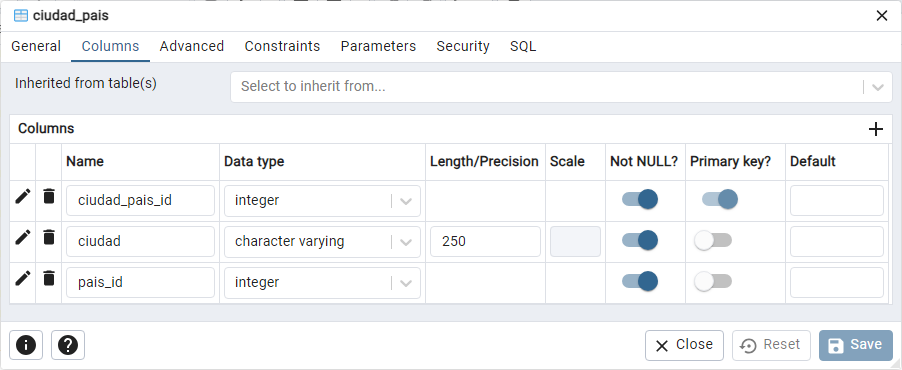 ciudad_pais
General Columns Advanced Constraints Parameters Security SQL
Inherited from table(s) Select to inherit from...
Columns
Name Data type Length/Precision Scale Not NULL? Primary key? Default
ciudad_pais_id integer
ciudad character varying 250
pais_id integer
Close Reset Save